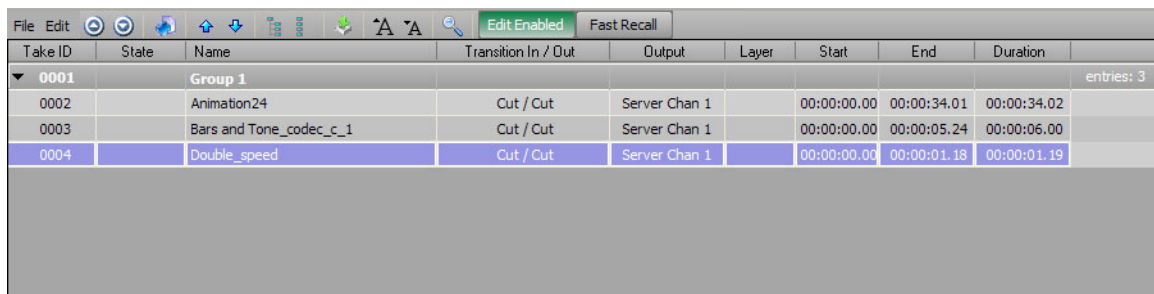 File Edit A A Edit Enabled Fast Recall
Take ID State Name Transition In / Out Output Layer Start End Duration
0001 Group 1 entries: 3
0002 Animation24 Cut / Cut Server Chan 1 00:00:00.00 00:00:34.01 00:00:34.02
0003 Bars and Tone_codec_c_1 Cut / Cut Server Chan 1 00:00:00.00 00:00:05.24 00:00:06.00
0004 Double_speed Cut / Cut Server Chan 1 00:00:00.00 00:00:01.18 00:00:01.19